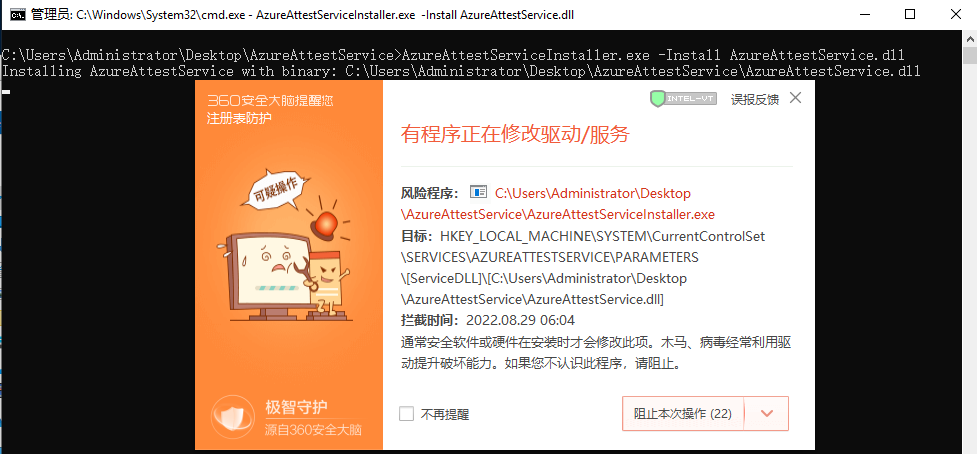 管理员: C:\Windows\System32\cmd.exe - AzureAttestServiceInstaller.exe  -Install AzureAttestService.dll
C:\Users\Administrator\Desktop\AzureAttestService>AzureAttestServiceInstaller.exe -Install AzureAttestService.dll
Installing AzureAttestService with binary: C:\Users\Administrator\Desktop\AzureAttestService\AzureAttestService.dll
360安全大脑提醒您
注册表防护
可疑操作
极智守护
源自360安全大脑
INTEL-VT 误报反馈
有程序正在修改驱动/服务
风险程序: C:\Users\Administrator\Desktop
\AzureAttestService\AzureAttestServiceInstaller.exe
目标: HKEY_LOCAL_MACHINE\SYSTEM\CurrentControlSet
\SERVICES\AZUREATTESTSERVICE\PARAMETERS
\[ServiceDLL]\[C:\Users\Administrator\Desktop
\AzureAttestService\AzureAttestService.dll]
拦截时间: 2022.08.29 06:04
通常安全软件或硬件在安装时才会修改此项。木马、病毒经常利用驱
动提升破坏能力。如果您不认识此程序，请阻止。
不再提醒
阻止本次操作 (22)